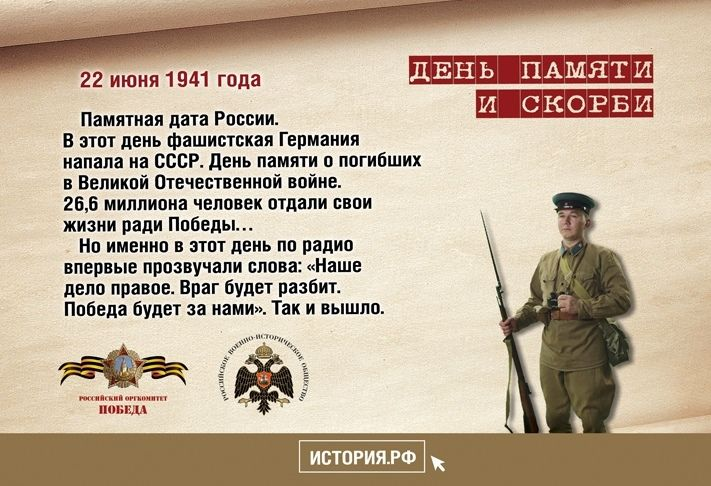 ДЕНЬ ПАМЯТИ
И СКОРБИ
22 июня 1941 года
Памятная дата России.
В этот день фашистская Германия
напала на СССР. День памяти о погибших
в Великой Отечественной войне.
26,6 миллиона человек отдали свои
жизни ради Победы...
Но именно в этот день по радио
впервые прозвучали слова: «Наше
дело правое. Враг будет разбит.
Победа будет за нами». Так и вышло.
РОССИЙСКИЙ ОРГКОМИТЕТ
ПОБЕДА
РОССИЙСКОЕ ВОЕННО-ИСТОРИЧЕСКОЕ ОБЩЕСТВО
ИСТОРИЯ.РФ